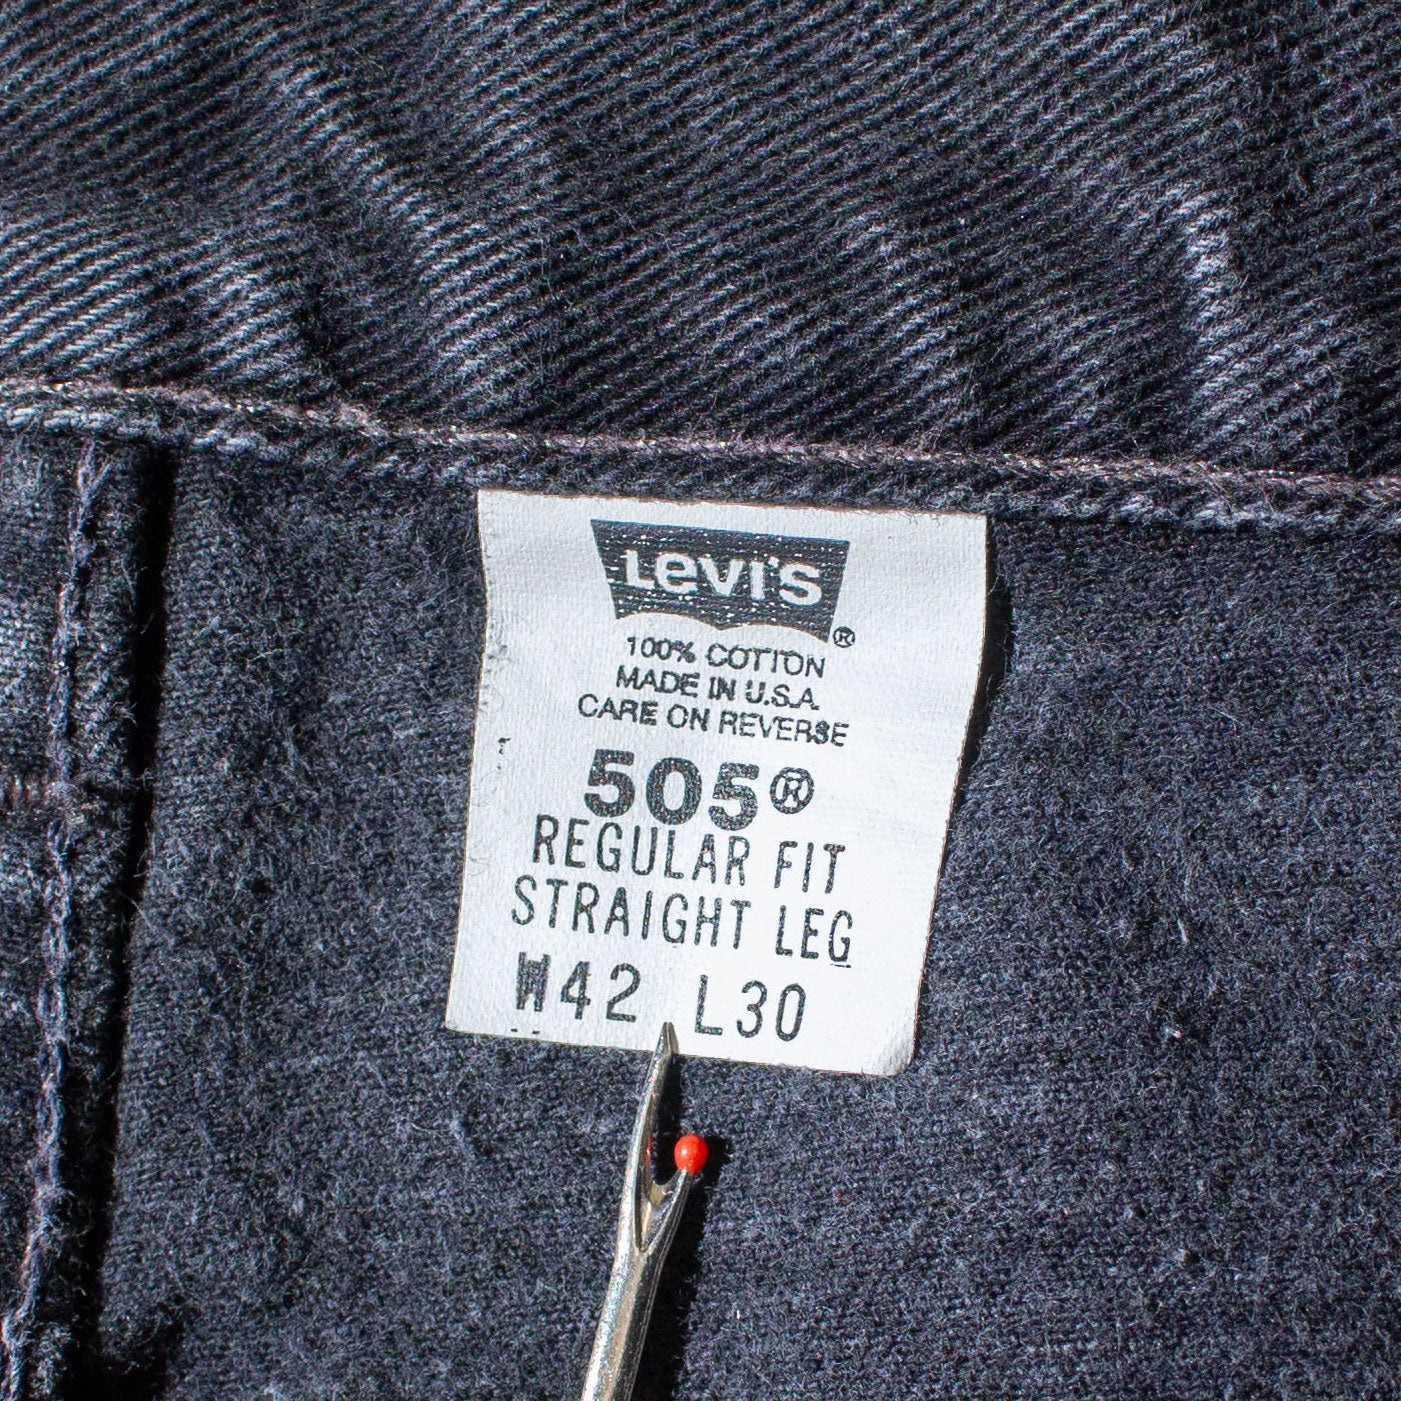 Levi's®
100% COTTON
MADE IN U.S.A.
CARE ON REVERSE
505®
REGULAR FIT
STRAIGHT LEG
W42 L30